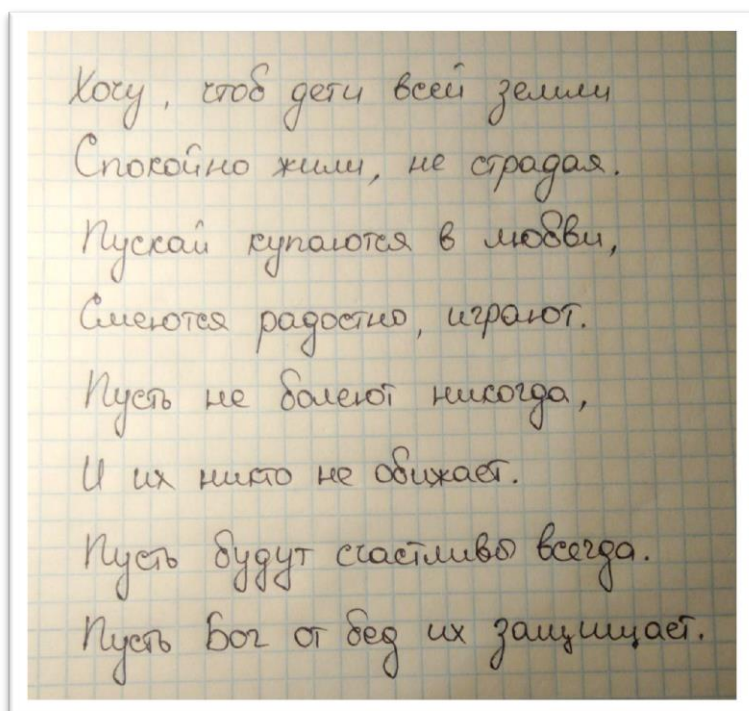 Хочу, чтоб дети всей земли
Спокойно жили, не страдая.
Пускай купаются в любви,
Смеются радостно, играют.
Пусть не болеют никогда,
И их никто не обижает.
Пусть будут счастливы всегда.
Пусть Бог от бед их защищает.